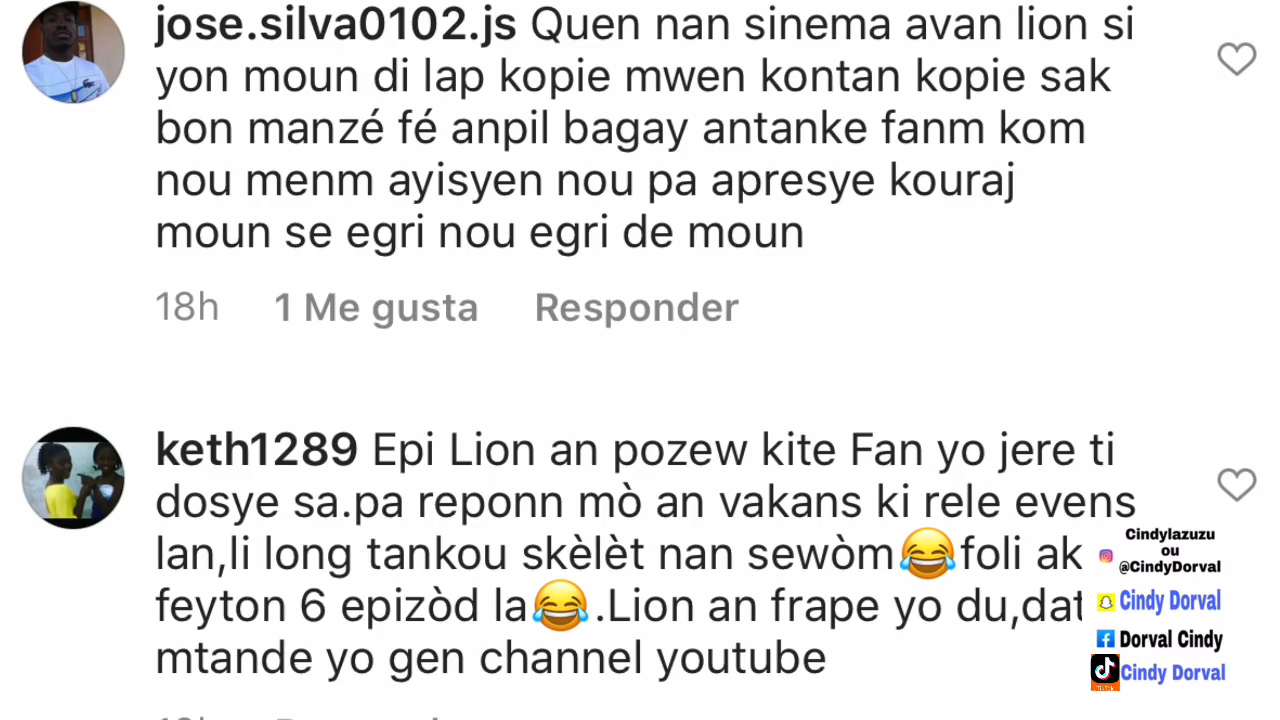 jose.silva0102.js Quen nan sinema avan lion si
yon moun di lap kopie mwen kontan kopie sak
bon manzé fé anpil bagay antanke fanm kom
nou menm ayisyen nou pa apresye kouraj
moun se egri nou egri de moun
18h 1 Me gusta Responder
keth1289 Epi Lion an pozew kite Fan yo jere ti
dosye sa.pa reponn mò an vakans ki rele evens
lan,li long tankou skèlèt nan sewòm😂foli ak
feyton 6 epizòd la😂.Lion an frape yo du,dat
mtande yo gen channel youtube
Cindylazuzu
ou
@CindyDorval
Cindy Dorval
Dorval Cindy
Cindy Dorval